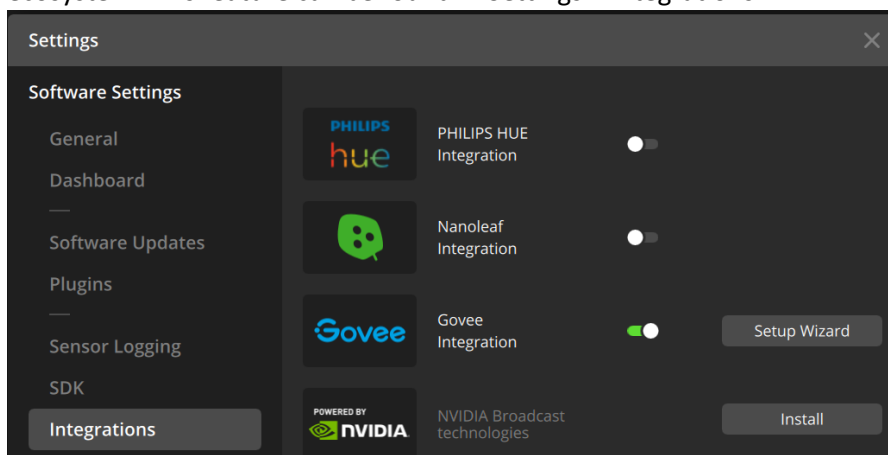 Settings
Software Settings
General
Dashboard
Software Updates
Plugins
Sensor Logging
SDK
Integrations
PHILIPS
hue
PHILIPS HUE
Integration
Nanoleaf
Integration
Govee
Govee
Integration
Setup Wizard
POWERED BY
NVIDIA
NVIDIA Broadcast
technologies
Install